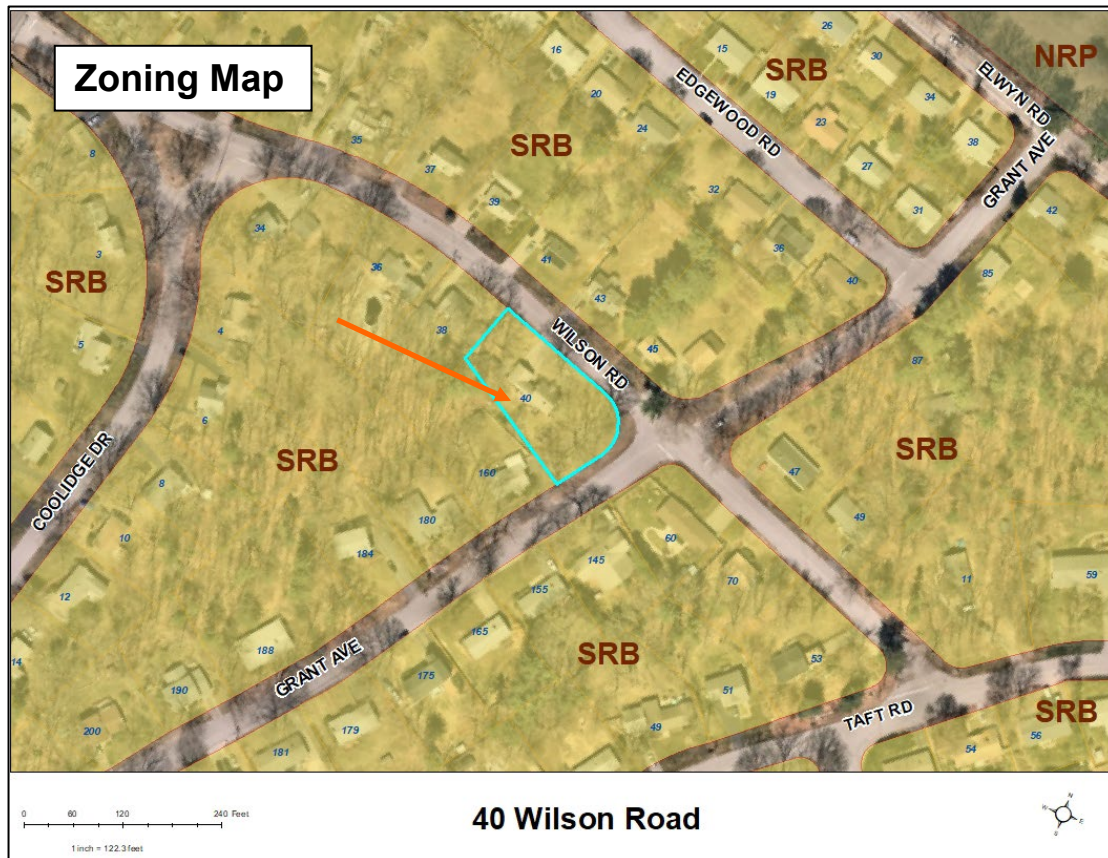 Zoning Map
NRP
SRB
SRB
SRB
SRB
SRB
SRB
SRB
EDGEWOOD RD
ELWYN RD
GRANT AVE
WILSON RD
COOLIDGE DR
GRANT AVE
TAFT RD
16
15
26
30
20
19
34
24
23
38
8
35
37
27
39
32
31
42
3
34
36
41
36
40
85
5
4
38
43
45
87
6
40
8
160
47
10
180
49
184
60
145
12
155
70
11
59
14
188
165
53
190
175
51
200
179
49
181
54
56
0 60 120 240 Feet
1 inch = 122.3 feet
40 Wilson Road
N
E
S
W